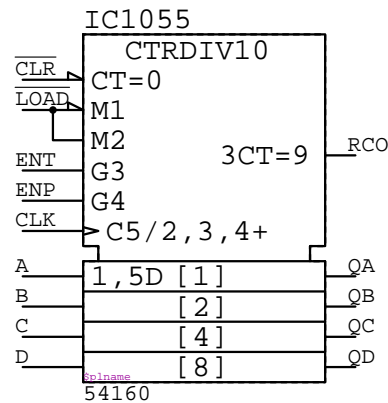 IC1055
CTRDIV10
CLR
CT=0
LOAD
M1
M2
3CT=9
RCO
ENT
G3
ENP
G4
CLK
C5/2,3,4+
A
1,5D [1]
QA
B
[2]
QB
C
[4]
QC
D
[8]
QD
$plname
54160